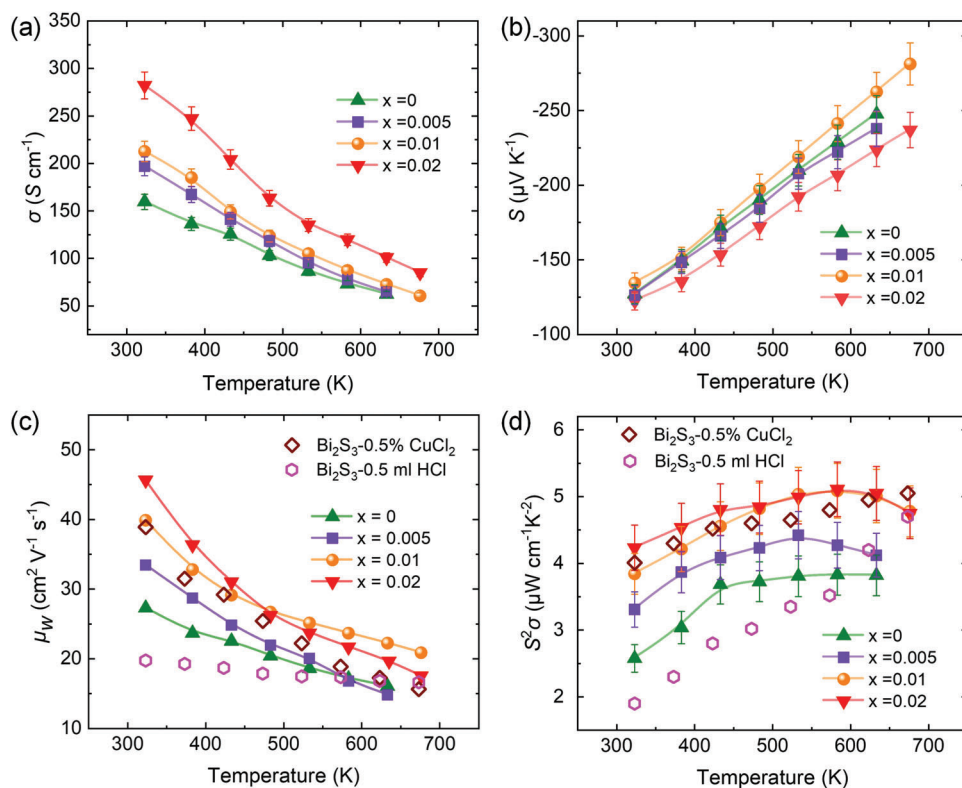 (a)
σ (S cm⁻¹)
350
300
250
200
150
100
50
x =0
x =0.005
x =0.01
x =0.02
300 400 500 600 700
Temperature (K)
(b)
S (μV K⁻¹)
-300
-250
-200
-150
-100
x =0
x =0.005
x =0.01
x =0.02
300 400 500 600 700
Temperature (K)
(c)
μW (cm² V⁻¹ s⁻¹)
50
40
30
20
10
Bi₂S₃-0.5% CuCl₂
Bi₂S₃-0.5 ml HCl
x = 0
x = 0.005
x = 0.01
x = 0.02
300 400 500 600 700
Temperature (K)
(d)
S²σ (μW cm⁻¹K⁻²)
6
5
4
3
2
Bi₂S₃-0.5% CuCl₂
Bi₂S₃-0.5 ml HCl
x =0
x =0.005
x =0.01
x =0.02
300 400 500 600 700
Temperature (K)